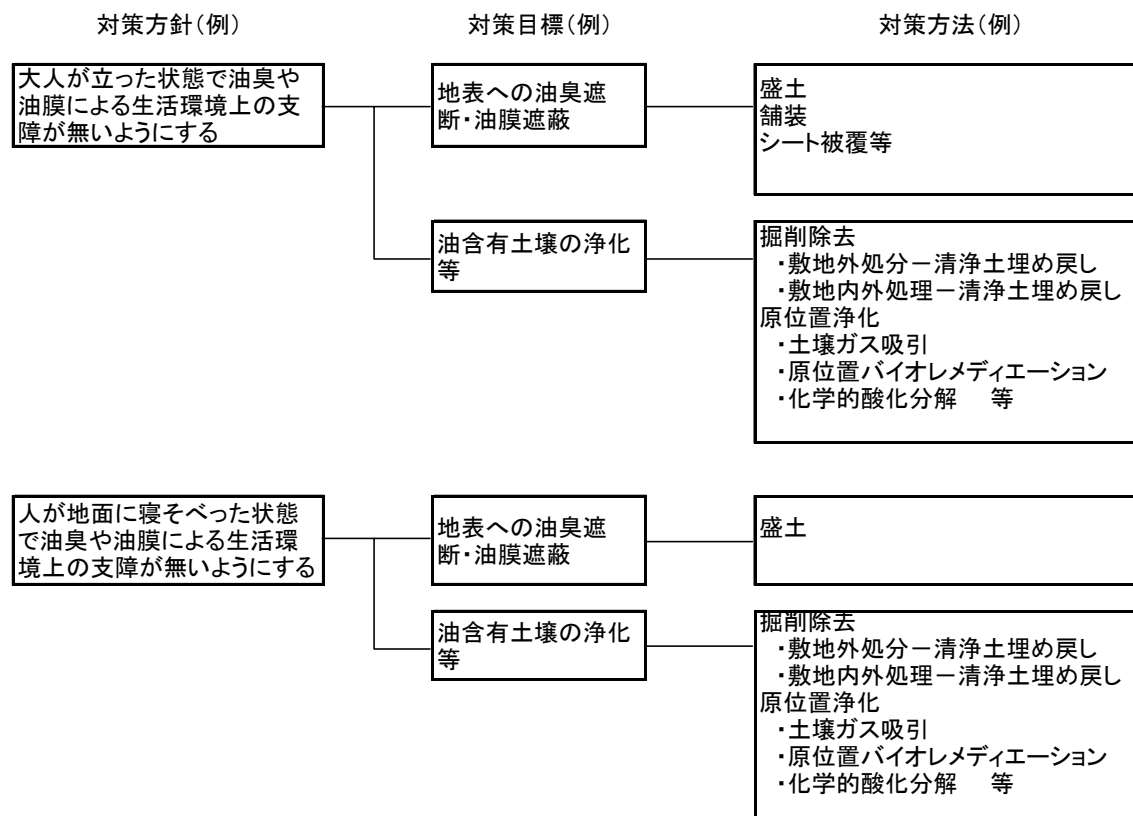 対策方針（例）
対策目標（例）
対策方法（例）
大人が立った状態で油臭や
油膜による生活環境上の支
障が無いようにする
地表への油臭遮
断・油膜遮蔽
盛土
舗装
シート被覆等
油含有土壌の浄化
等
掘削除去
・敷地外処分－清浄土埋め戻し
・敷地内外処理－清浄土埋め戻し
原位置浄化
・土壌ガス吸引
・原位置バイオレメディエーション
・化学的酸化分解　等
人が地面に寝そべった状態
で油臭や油膜による生活環
境上の支障が無いようにする
地表への油臭遮
断・油膜遮蔽
盛土
油含有土壌の浄化
等
掘削除去
・敷地外処分－清浄土埋め戻し
・敷地内外処理－清浄土埋め戻し
原位置浄化
・土壌ガス吸引
・原位置バイオレメディエーション
・化学的酸化分解　等